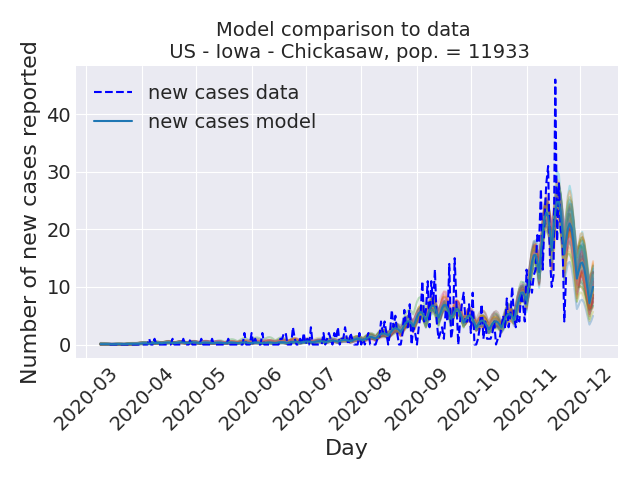 Model comparison to data
US - Iowa - Chickasaw, pop. = 11933
Number of new cases reported
new cases data
new cases model
40
30
20
10
0
2020-03
2020-04
2020-05
2020-06
2020-07
2020-08
2020-09
2020-10
2020-11
2020-12
Day